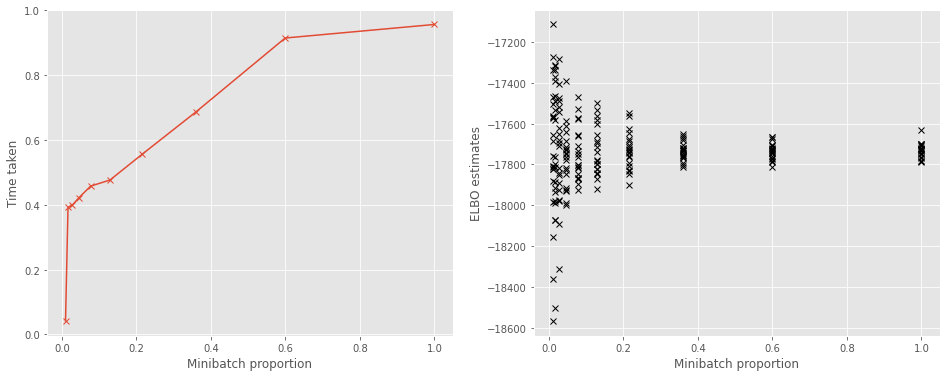 1.0
0.8
0.6
0.4
0.2
0.0
Time taken
0.0 0.2 0.4 0.6 0.8 1.0
Minibatch proportion
−17200
−17400
−17600
−17800
−18000
−18200
−18400
−18600
ELBO estimates
0.0 0.2 0.4 0.6 0.8 1.0
Minibatch proportion